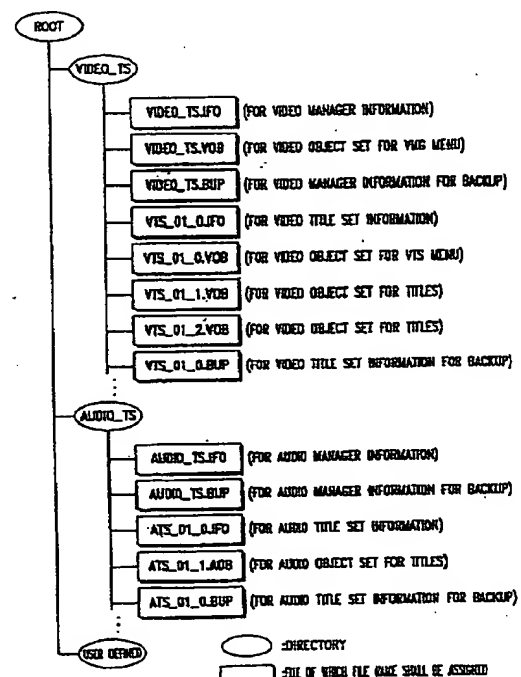 ROOT
VIDEO_TS
VIDEO_TS.IFO (FOR VIDEO MANAGER INFORMATION)
VIDEO_TS.VOB (FOR VIDEO OBJECT SET FOR VMG MENU)
VIDEO_TS.BUP (FOR VIDEO MANAGER INFORMATION FOR BACKUP)
VTS_01_0.IFO (FOR VIDEO TITLE SET INFORMATION)
VTS_01_0.VOB (FOR VIDEO OBJECT SET FOR VTS MENU)
VTS_01_1.VOB (FOR VIDEO OBJECT SET FOR TITLES)
VTS_01_2.VOB (FOR VIDEO OBJECT SET FOR TITLES)
VTS_01_0.BUP (FOR VIDEO TITLE SET INFORMATION FOR BACKUP)
AUDIO_TS
AUDIO_TS.IFO (FOR AUDIO MANAGER INFORMATION)
AUDIO_TS.BUP (FOR AUDIO MANAGER INFORMATION FOR BACKUP)
ATS_01_0.IFO (FOR AUDIO TITLE SET INFORMATION)
ATS_01_1.AOB (FOR AUDIO OBJECT SET FOR TITLES)
ATS_01_0.BUP (FOR AUDIO TITLE SET INFORMATION FOR BACKUP)
USER DEFINED
:DIRECTORY
:FILE OF WHICH FILE NAME SHALL BE ASSIGNED